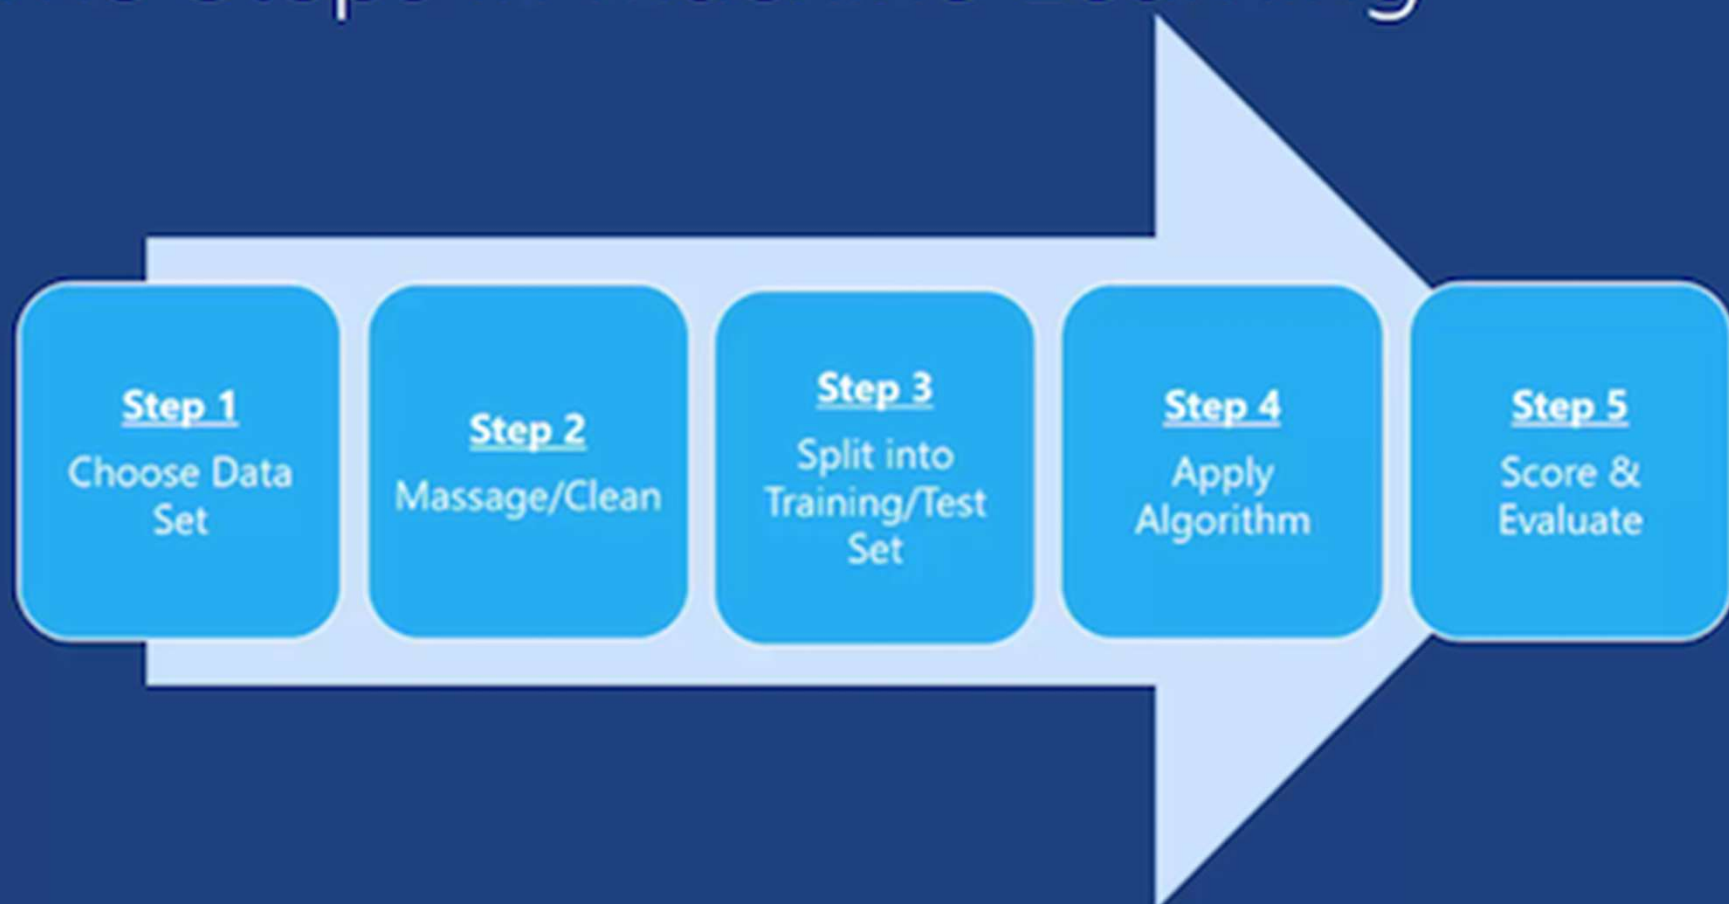 Step 1
Choose Data
Set
Step 2
Massage/Clean
Step 3
Split into
Training/Test
Set
Step 4
Apply
Algorithm
Step 5
Score &
Evaluate